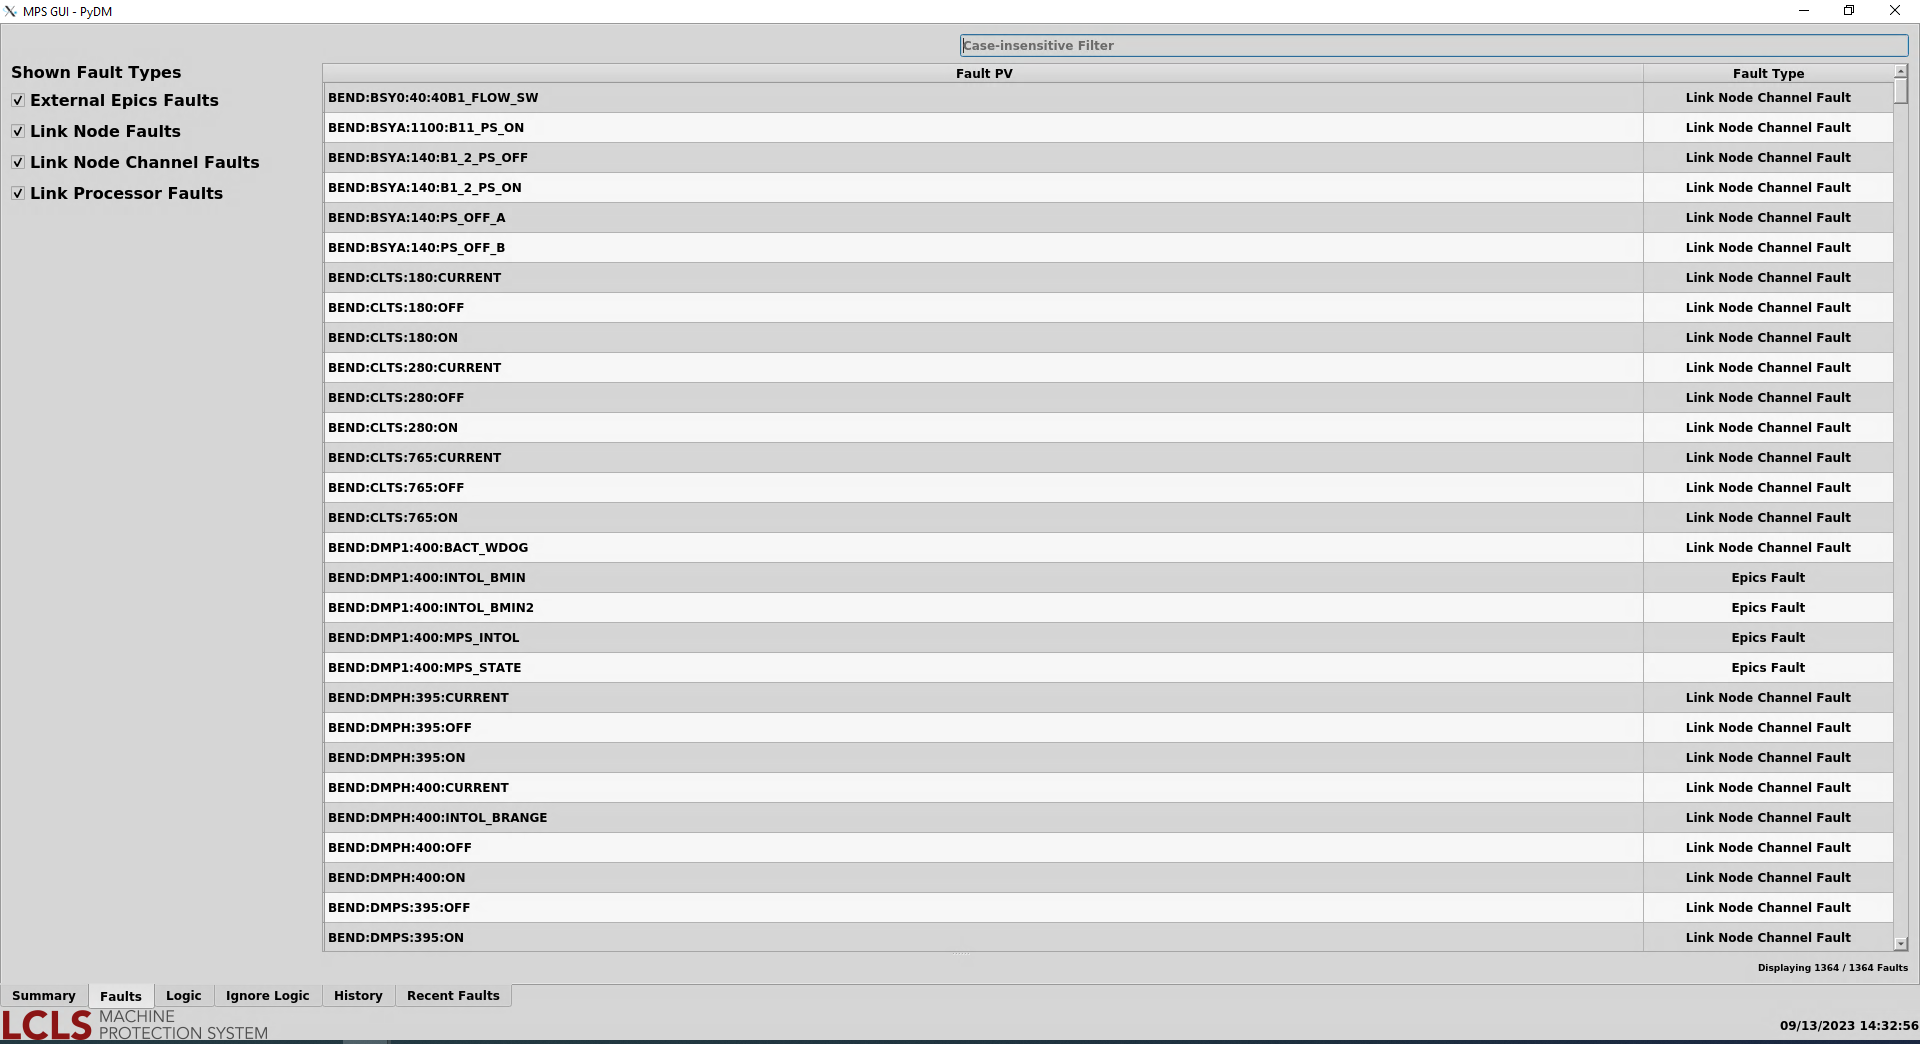 MPS GUI - PyDM
Case-insensitive Filter
Shown Fault Types
External Epics Faults
Link Node Faults
Link Node Channel Faults
Link Processor Faults
Fault PV Fault Type
BEND:BSY0:40:40B1_FLOW_SW Link Node Channel Fault
BEND:BSYA:1100:B11_PS_ON Link Node Channel Fault
BEND:BSYA:140:B1_2_PS_OFF Link Node Channel Fault
BEND:BSYA:140:B1_2_PS_ON Link Node Channel Fault
BEND:BSYA:140:PS_OFF_A Link Node Channel Fault
BEND:BSYA:140:PS_OFF_B Link Node Channel Fault
BEND:CLTS:180:CURRENT Link Node Channel Fault
BEND:CLTS:180:OFF Link Node Channel Fault
BEND:CLTS:180:ON Link Node Channel Fault
BEND:CLTS:280:CURRENT Link Node Channel Fault
BEND:CLTS:280:OFF Link Node Channel Fault
BEND:CLTS:280:ON Link Node Channel Fault
BEND:CLTS:765:CURRENT Link Node Channel Fault
BEND:CLTS:765:OFF Link Node Channel Fault
BEND:CLTS:765:ON Link Node Channel Fault
BEND:DMP1:400:BACT_WDOG Link Node Channel Fault
BEND:DMP1:400:INTOL_BMIN Epics Fault
BEND:DMP1:400:INTOL_BMIN2 Epics Fault
BEND:DMP1:400:MPS_INTOL Epics Fault
BEND:DMP1:400:MPS_STATE Epics Fault
BEND:DMPH:395:CURRENT Link Node Channel Fault
BEND:DMPH:395:OFF Link Node Channel Fault
BEND:DMPH:395:ON Link Node Channel Fault
BEND:DMPH:400:CURRENT Link Node Channel Fault
BEND:DMPH:400:INTOL_BRANGE Link Node Channel Fault
BEND:DMPH:400:OFF Link Node Channel Fault
BEND:DMPH:400:ON Link Node Channel Fault
BEND:DMPS:395:OFF Link Node Channel Fault
BEND:DMPS:395:ON Link Node Channel Fault
Displaying 1364 / 1364 Faults
Summary Faults Logic Ignore Logic History Recent Faults
LCLS MACHINE
PROTECTION SYSTEM
09/13/2023 14:32:56